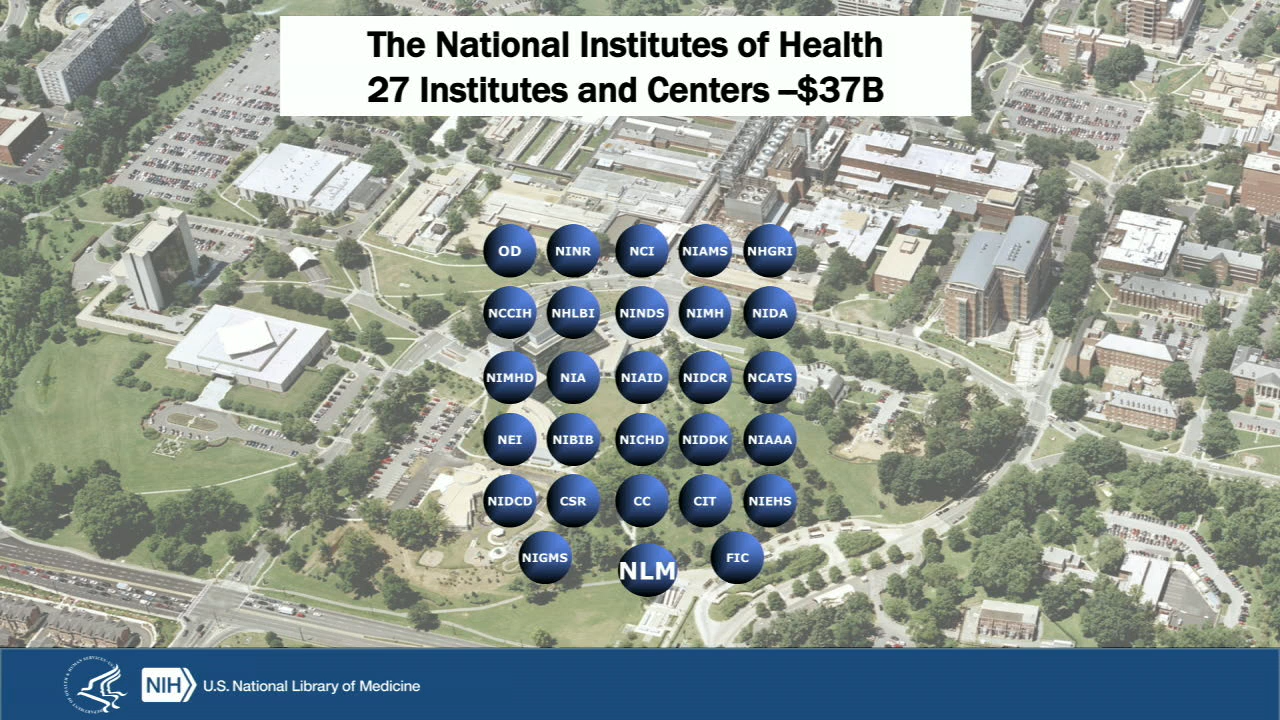 The National Institutes of Health
27 Institutes and Centers –$37B
OD NINR NCI NIAMS NHGRI
NCCIH NHLBI NINDS NIMH NIDA
NIMHD NIA NIAID NIDCR NCATS
NEI NIBIB NICHD NIDDK NIAAA
NIDCD CSR CC CIT NIEHS
NIGMS NLM FIC
NIH U.S. National Library of Medicine